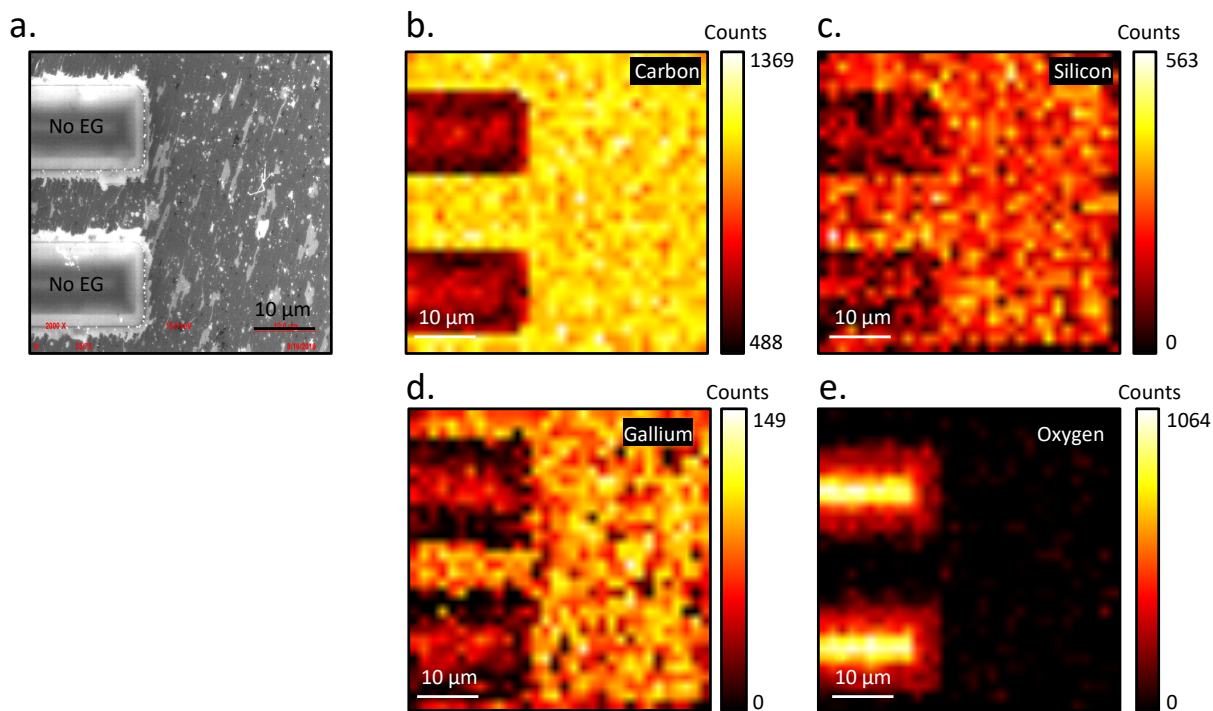 a.
No EG
No EG
10 µm
2000 X
b.
Counts
Carbon
1369
488
10 µm
c.
Counts
Silicon
563
0
10 µm
d.
Counts
Gallium
149
0
10 µm
e.
Counts
Oxygen
1064
0
10 µm